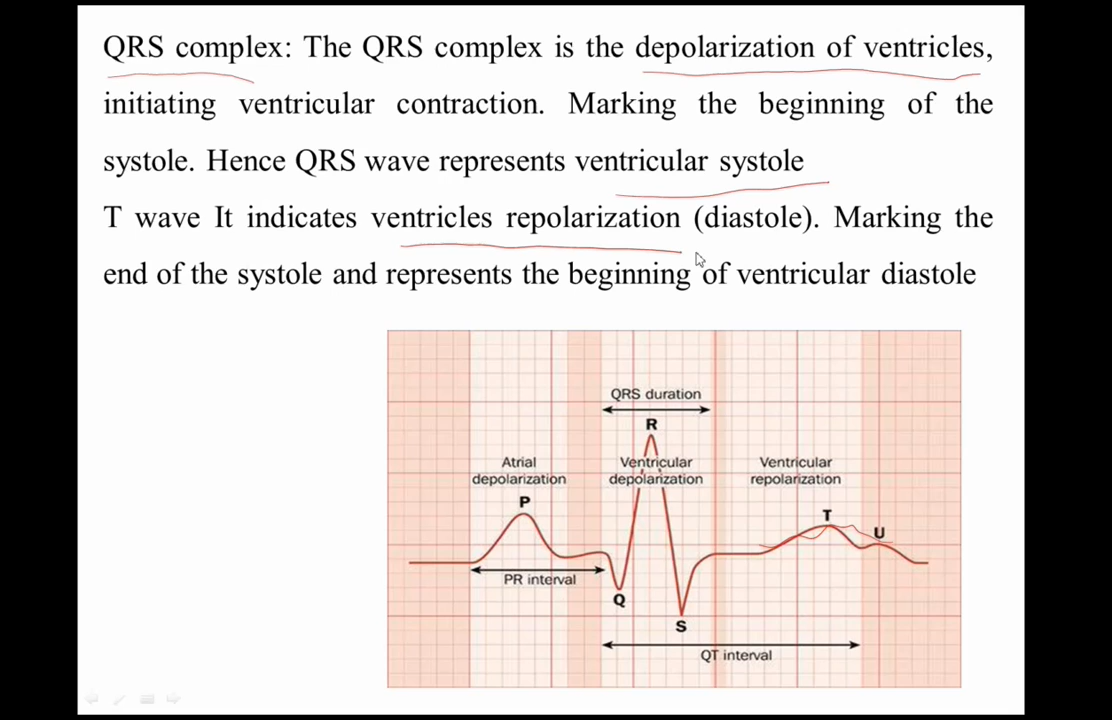 QRS complex: The QRS complex is the depolarization of ventricles,
initiating ventricular contraction. Marking the beginning of the
systole. Hence QRS wave represents ventricular systole
T wave It indicates ventricles repolarization (diastole). Marking the
end of the systole and represents the beginning of ventricular diastole
QRS duration
R
Atrial
depolarization
Ventricular
depolarization
Ventricular
repolarization
P
T
U
PR interval
Q
S
QT interval